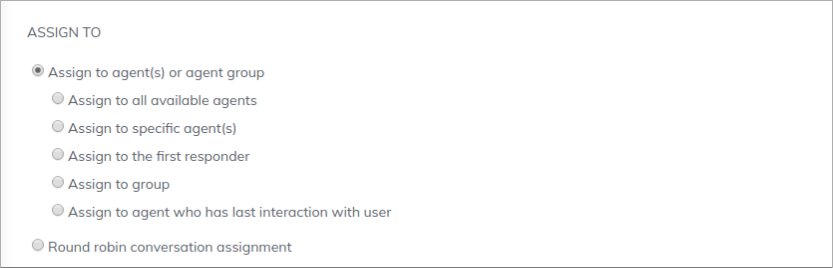 ASSIGN TO
Assign to agent(s) or agent group
Assign to all available agents
Assign to specific agent(s)
Assign to the first responder
Assign to group
Assign to agent who has last interaction with user
Round robin conversation assignment